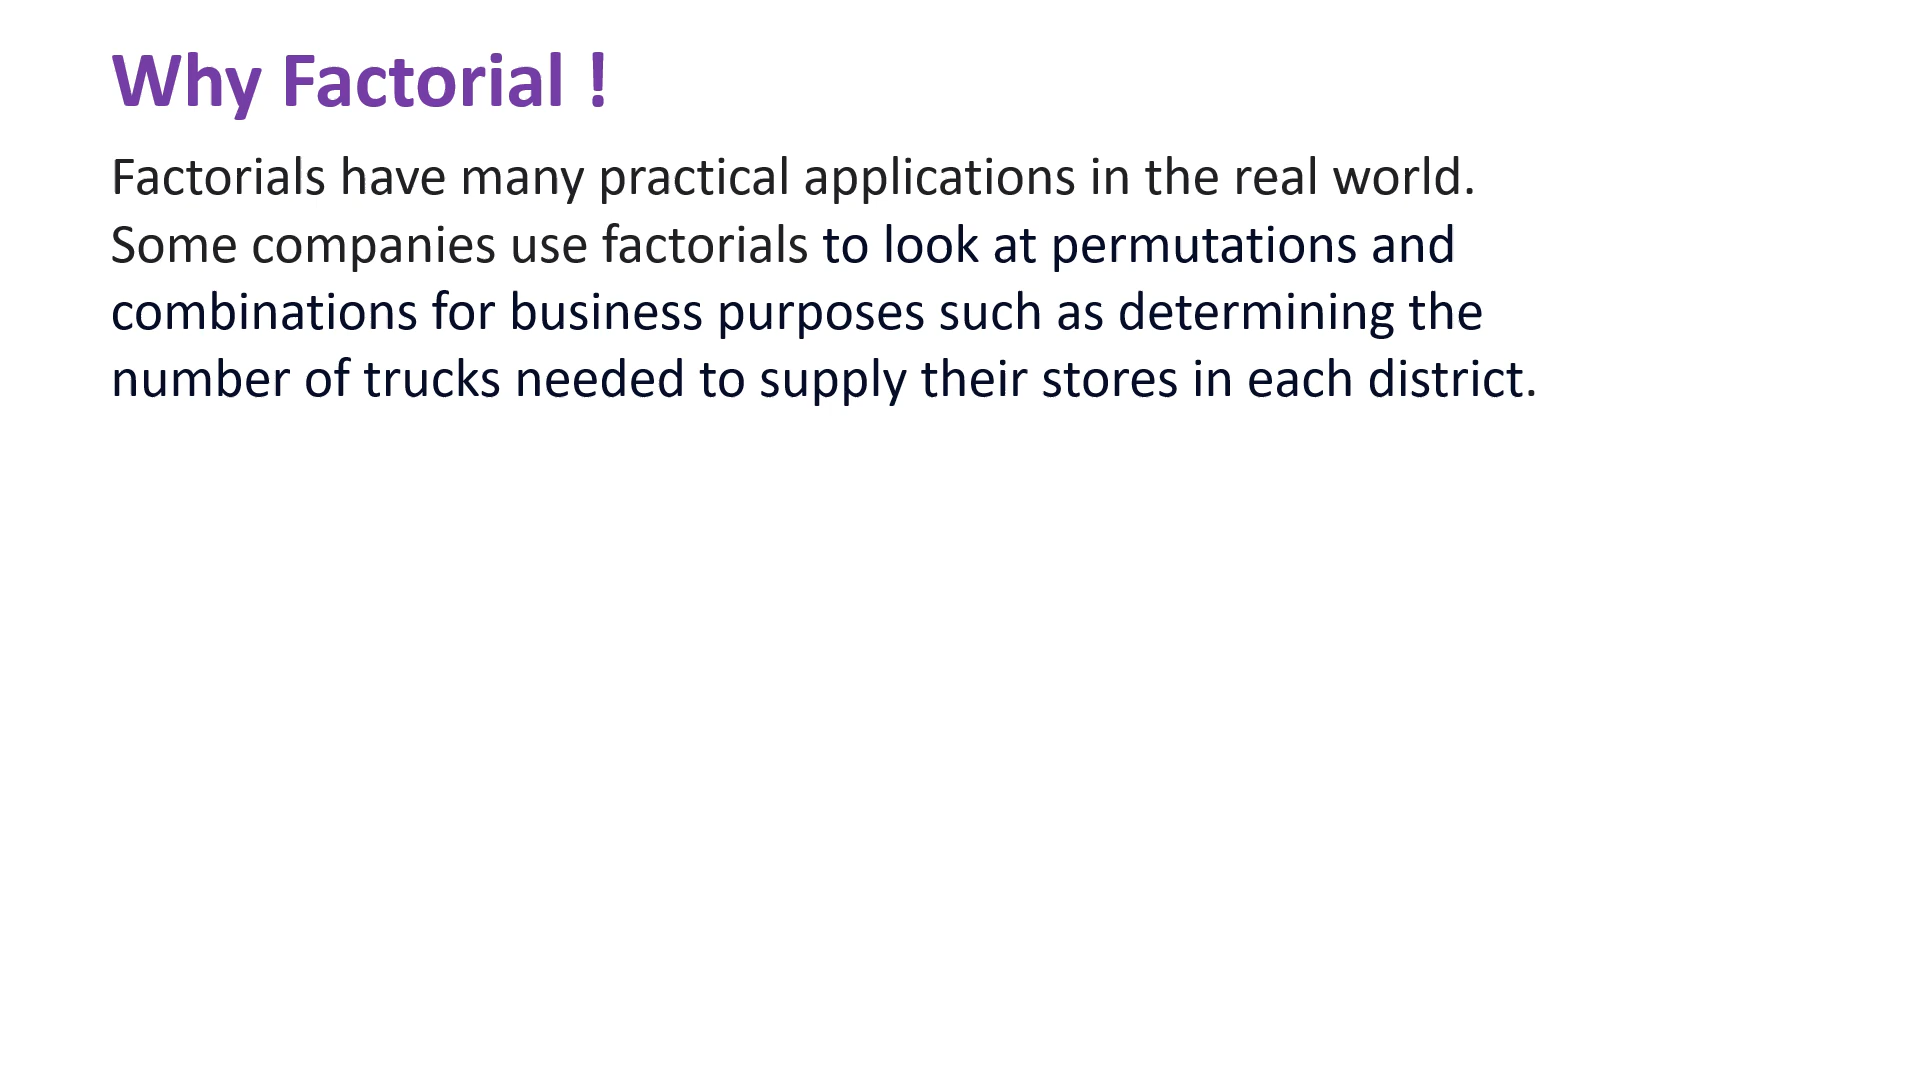 Why Factorial !
Factorials have many practical applications in the real world.
Some companies use factorials to look at permutations and
combinations for business purposes such as determining the
number of trucks needed to supply their stores in each district.